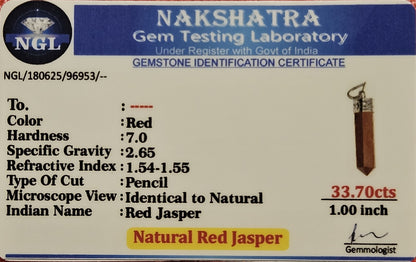 NGL
NAKSHATRA
Gem Testing Laboratory
Under Register with Govt of India
GEMSTONE IDENTIFICATION CERTIFICATE
NGL/180625/96953/--
To. : -----
Color : Red
Hardness : 7.0
Specific Gravity : 2.65
Refractive Index : 1.54-1.55
Type Of Cut : Pencil
Microscope View : Identical to Natural
Indian Name : Red Jasper
33.70cts
1.00 inch
Natural Red Jasper
Gemmologist